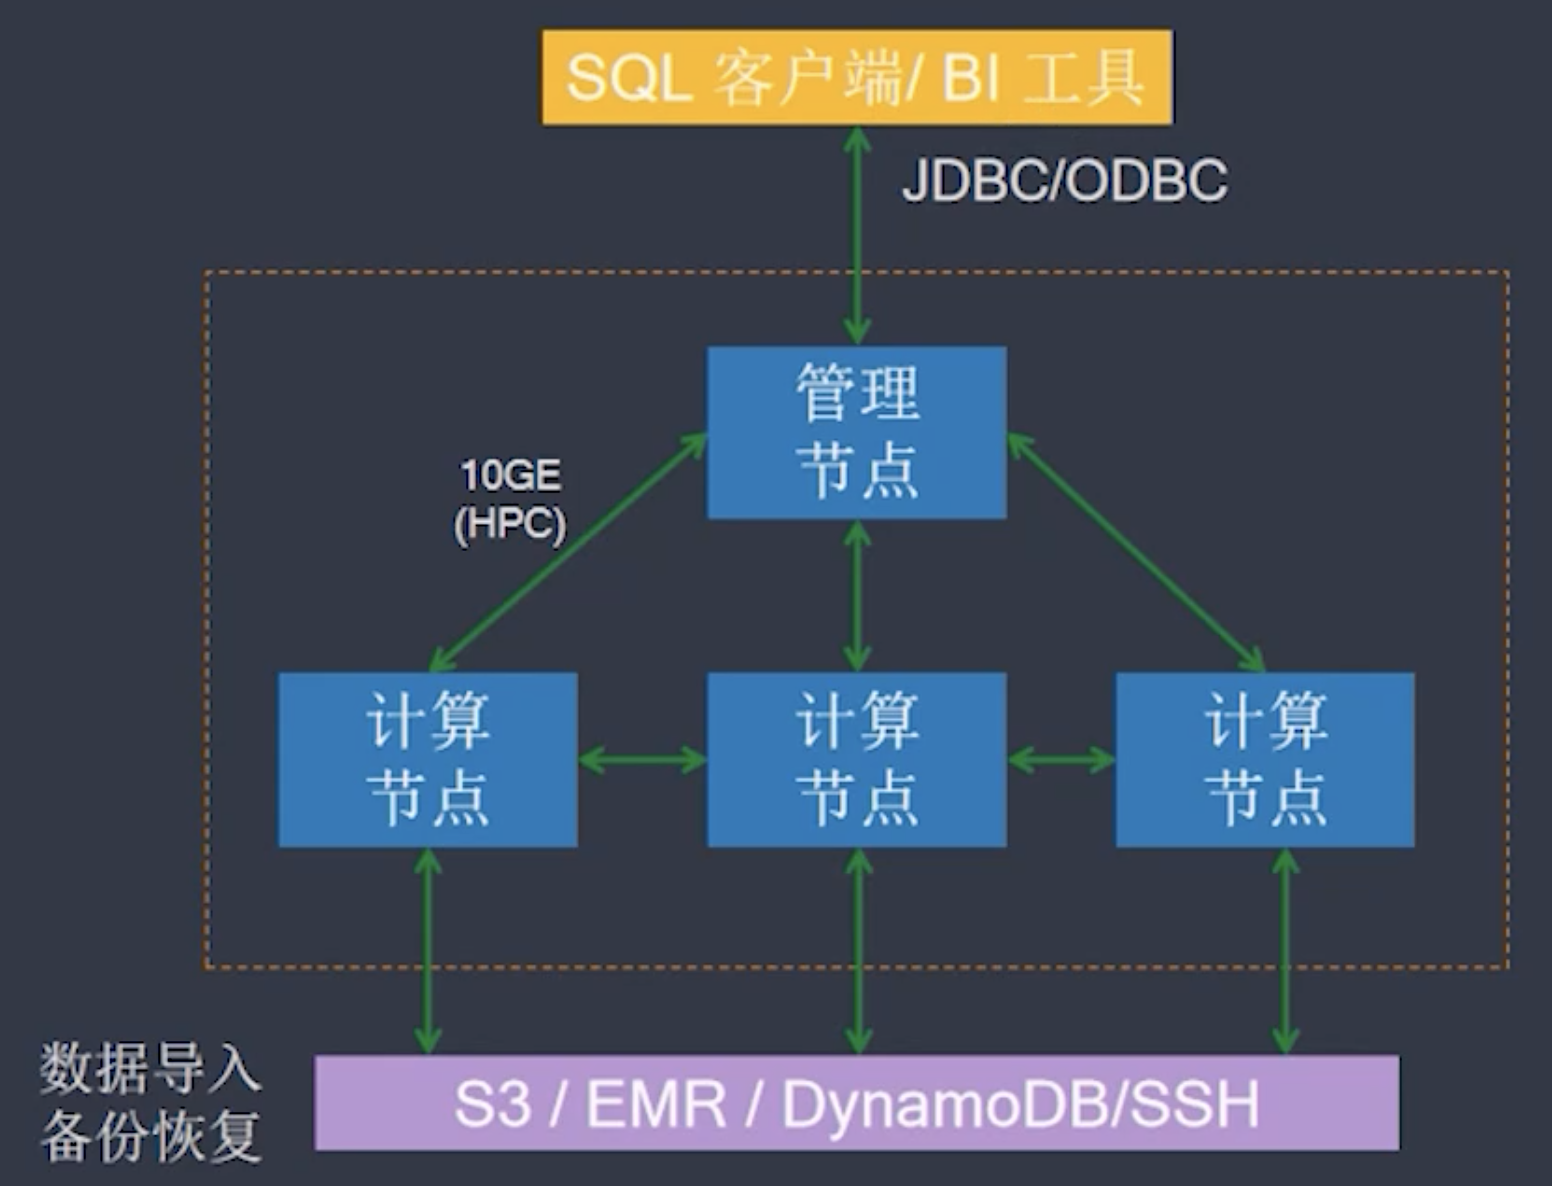 SQL 客户端/ BI 工具
JDBC/ODBC
管理
节点
10GE
(HPC)
计算
节点
计算
节点
计算
节点
数据导入
备份恢复
S3 / EMR / DynamoDB/SSH